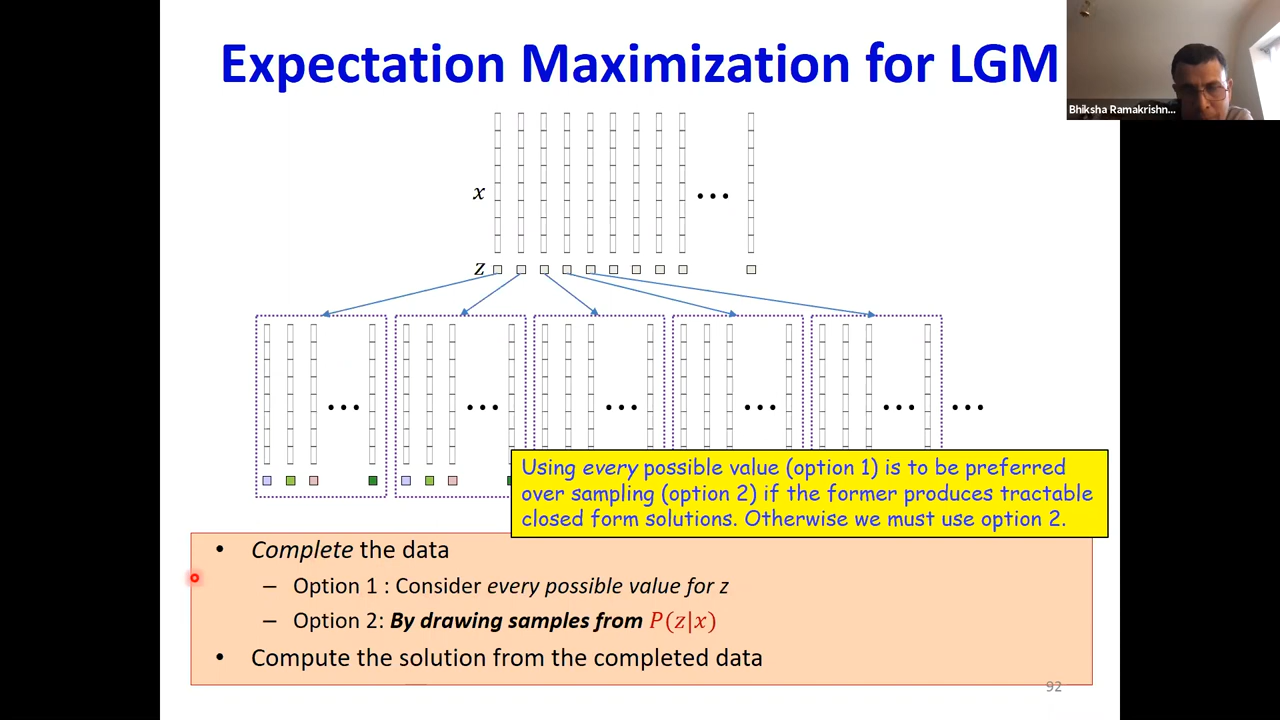 Expectation Maximization for LGM
Bhiksha Ramakrishn...
x
...
z
... ... ... ... ... ...
Using every possible value (option 1) is to be preferred
over sampling (option 2) if the former produces tractable
closed form solutions. Otherwise we must use option 2.
• Complete the data
– Option 1 : Consider every possible value for z
– Option 2: By drawing samples from P(z|x)
• Compute the solution from the completed data
92